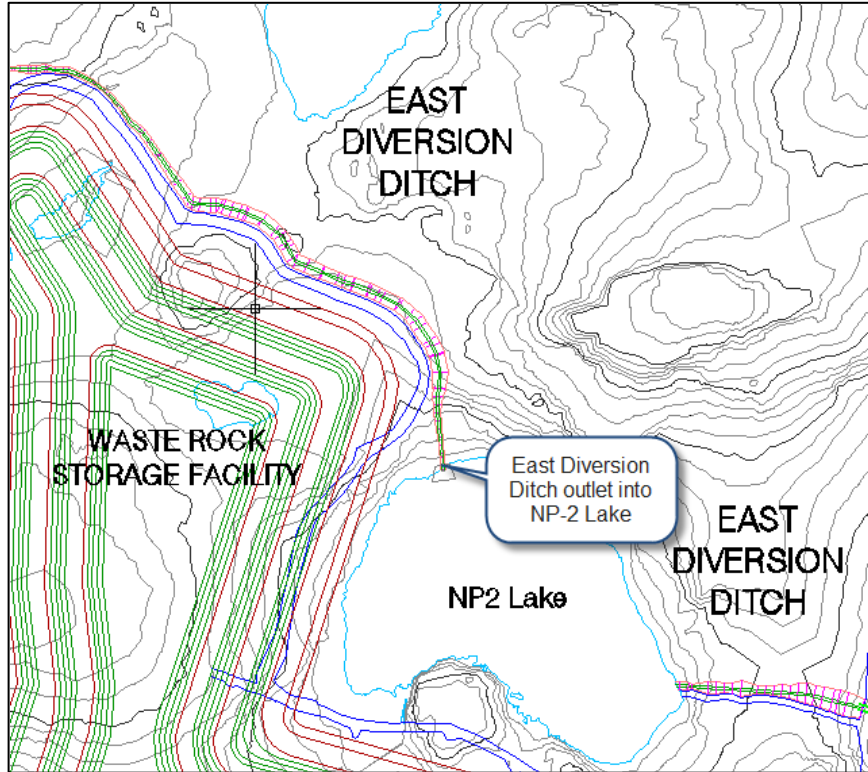 EAST
DIVERSION
DITCH
WASTE ROCK
STORAGE FACILITY
East Diversion
Ditch outlet into
NP-2 Lake
EAST
DIVERSION
DITCH
NP2 Lake